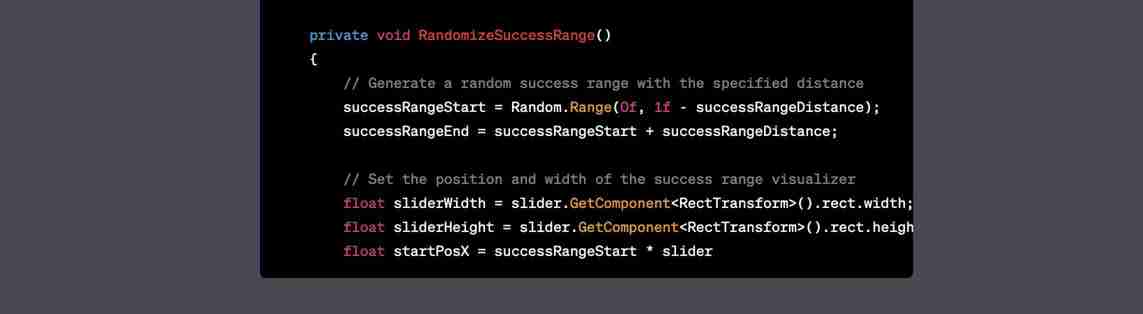 private void RandomizeSuccessRange()
{
// Generate a random success range with the specified distance
successRangeStart = Random.Range(0f, 1f - successRangeDistance);
successRangeEnd = successRangeStart + successRangeDistance;
// Set the position and width of the success range visualizer
float sliderWidth = slider.GetComponent<RectTransform>().rect.width;
float sliderHeight = slider.GetComponent<RectTransform>().rect.heigh
float startPosX = successRangeStart * slider